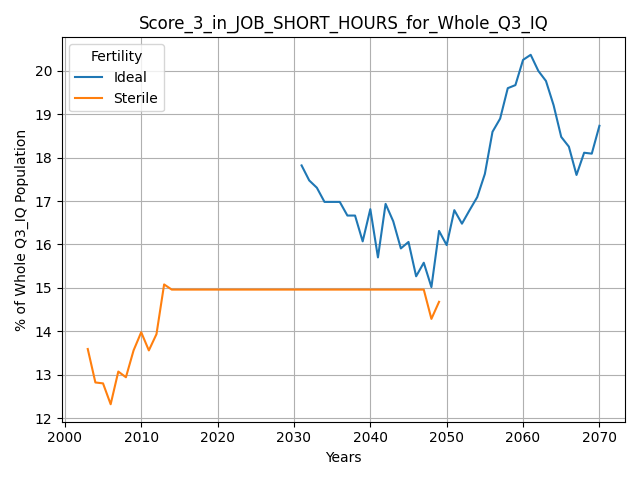 Score_3_in_JOB_SHORT_HOURS_for_Whole_Q3_IQ
Fertility
Ideal
Sterile
% of Whole Q3_IQ Population
20
19
18
17
16
15
14
13
12
2000 2010 2020 2030 2040 2050 2060 2070
Years